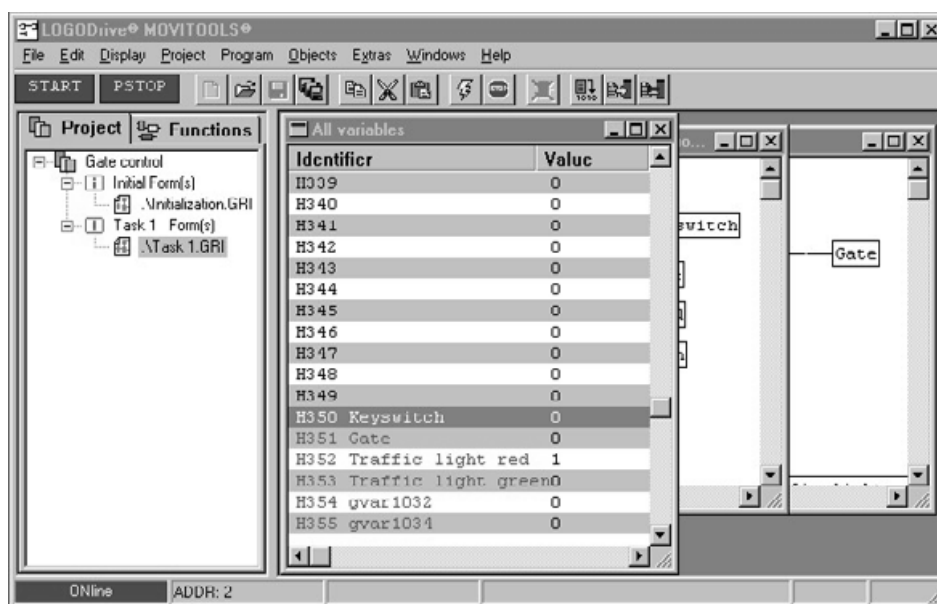 LOGODrive® MOVITOOLS®
File Edit Display Project Program Objects Extras Windows Help
START PSTOP
Project Functions
Gate control
Initial Form(s)
.\Initialization.GRI
Task 1 Form(s)
.\Task 1.GRI
All variables
Identifier Value
H339 0
H340 0
H341 0
H342 0
H343 0
H344 0
H345 0
H346 0
H347 0
H348 0
H349 0
H350 Keyswitch 0
H351 Gate 0
H352 Traffic light red 1
H353 Traffic light green0
H354 gvar1032 0
H355 gvar1034 0
o...
switch
Gate
ONline ADDR: 2